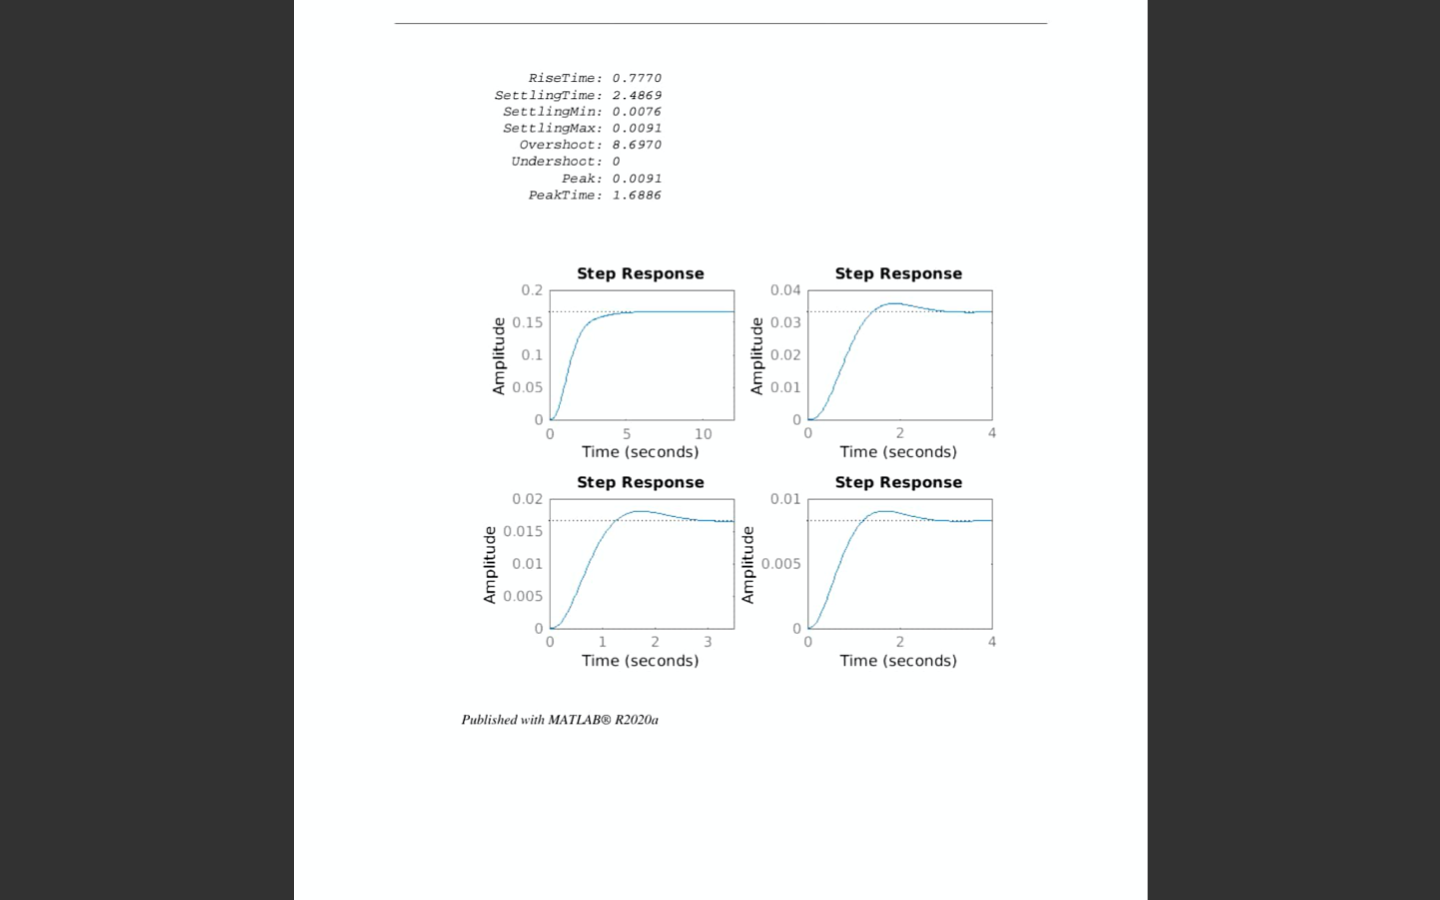 RiseTime: 0.7770
SettlingTime: 2.4869
SettlingMin: 0.0076
SettlingMax: 0.0091
Overshoot: 8.6970
Undershoot: 0
Peak: 0.0091
PeakTime: 1.6886
Step Response
0.2
0.15
0.1
0.05
0
Amplitude
0 5 10
Time (seconds)
Step Response
0.04
0.03
0.02
0.01
0
Amplitude
0 2 4
Time (seconds)
Step Response
0.02
0.015
0.01
0.005
0
Amplitude
0 1 2 3
Time (seconds)
Step Response
0.01
0.005
0
Amplitude
0 2 4
Time (seconds)
Published with MATLAB® R2020a